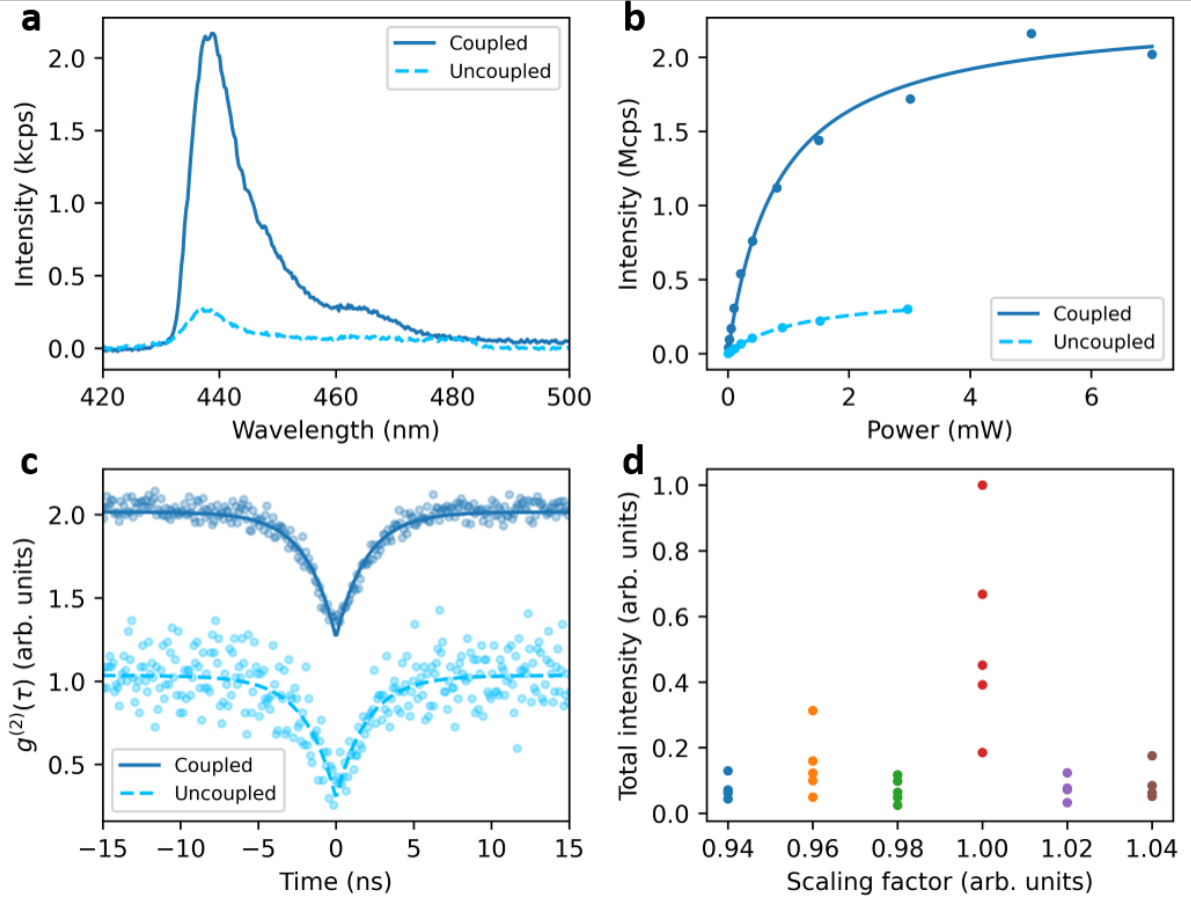 a
Intensity (kcps)
2.0
1.5
1.0
0.5
0.0
Coupled
Uncoupled
420 440 460 480 500
Wavelength (nm)
b
Intensity (Mcps)
2.0
1.5
1.0
0.5
0.0
Coupled
Uncoupled
0 2 4 6
Power (mW)
c
g(2)(τ) (arb. units)
2.0
1.5
1.0
0.5
Coupled
Uncoupled
−15 −10 −5 0 5 10 15
Time (ns)
d
Total intensity (arb. units)
1.0
0.8
0.6
0.4
0.2
0.0
0.94 0.96 0.98 1.00 1.02 1.04
Scaling factor (arb. units)